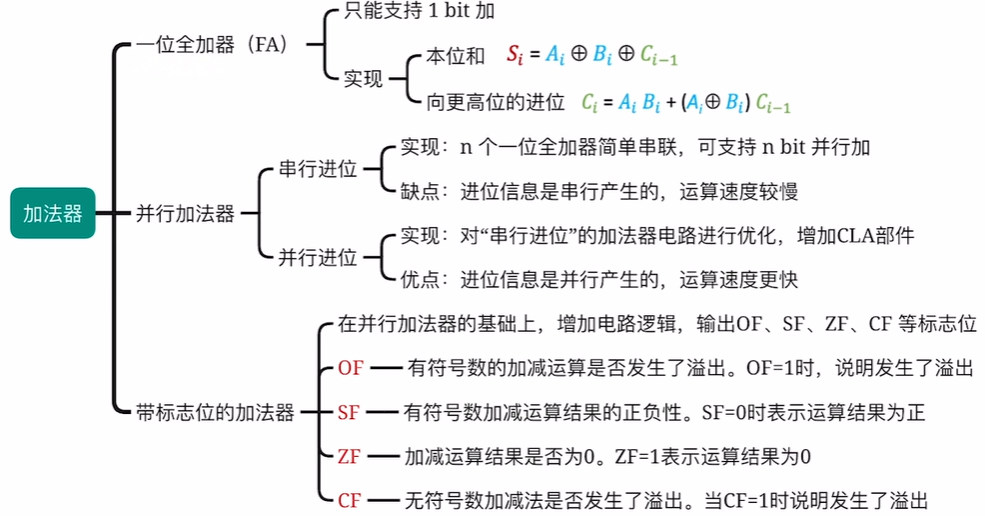 加法器
一位全加器（FA）
只能支持 1 bit 加
实现
本位和 Sᵢ = Aᵢ ⊕ Bᵢ ⊕ Cᵢ₋₁
向更高位的进位 Cᵢ = Aᵢ Bᵢ + (Aᵢ⊕ Bᵢ) Cᵢ₋₁
并行加法器
串行进位
实现：n 个一位全加器简单串联，可支持 n bit 并行加
缺点：进位信息是串行产生的，运算速度较慢
并行进位
实现：对“串行进位”的加法器电路进行优化，增加CLA部件
优点：进位信息是并行产生的，运算速度更快
带标志位的加法器
在并行加法器的基础上，增加电路逻辑，输出OF、SF、ZF、CF 等标志位
OF 有符号数的加减运算是否发生了溢出。OF=1时，说明发生了溢出
SF 有符号数加减运算结果的正负性。SF=0时表示运算结果为正
ZF 加减运算结果是否为0。ZF=1表示运算结果为0
CF 无符号数加减法是否发生了溢出。当CF=1时说明发生了溢出